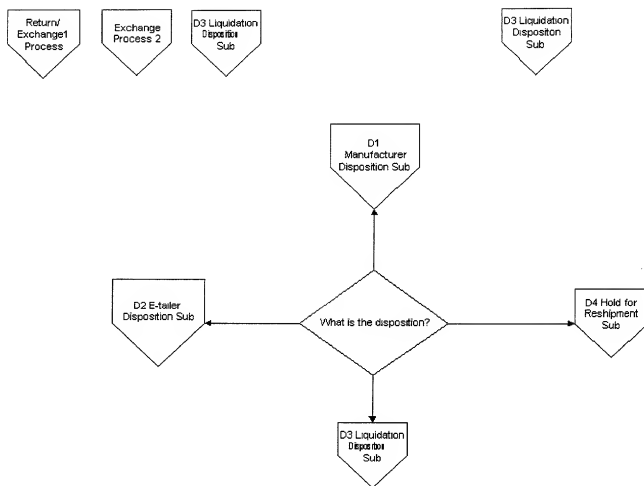 Return/
Exchange1
Process
Exchange
Process 2
D3 Liquidation
Disposition
Sub
D3 Liquidation
Dispositon
Sub
D1
Manufacturer
Disposition Sub
D2 E-tailer
Disposition Sub
What is the disposition?
D4 Hold for
Reshipment
Sub
D3 Liquidation
Disposition
Sub